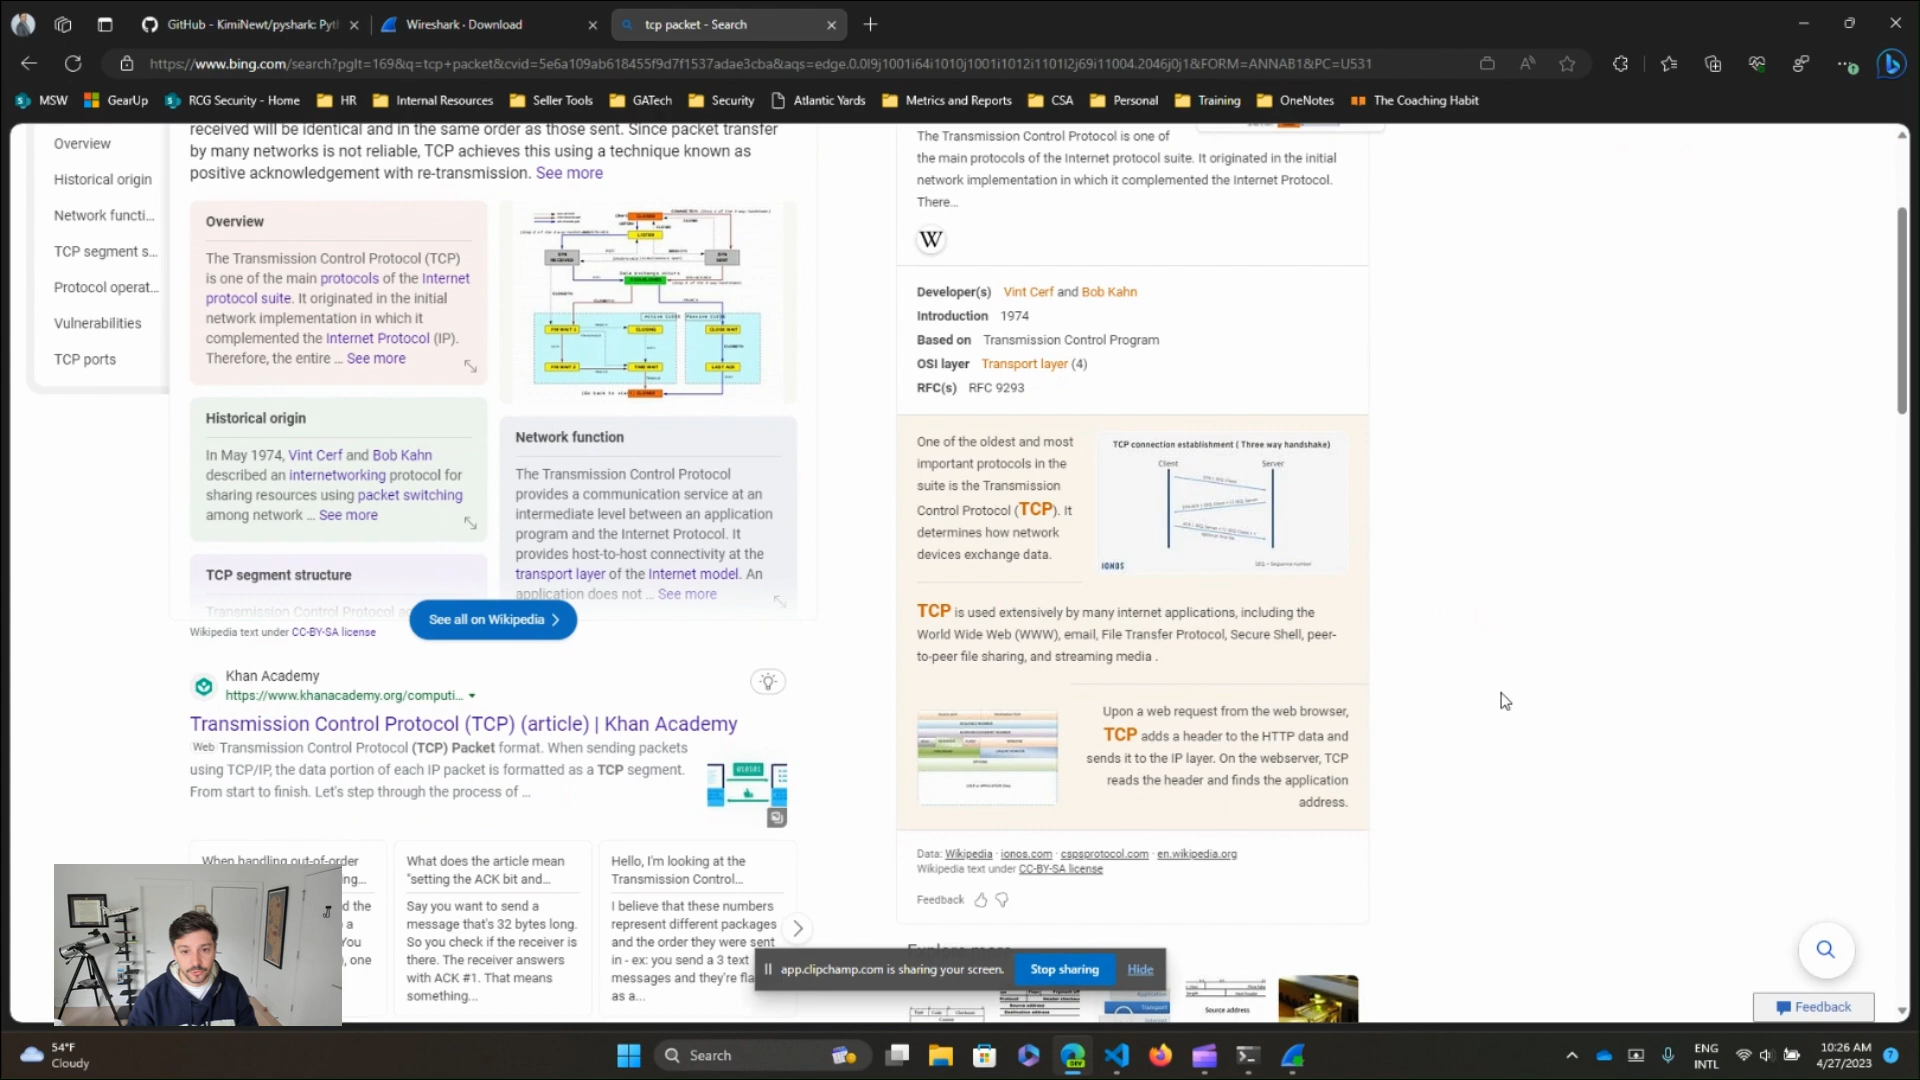 GitHub - KimiNewt/pyshark: Pyt
Wireshark · Download
tcp packet - Search
https://www.bing.com/search?pglt=169&q=tcp+packet&cvid=5e6a109ab618455f9d7f1537adae3cba&aqs=edge.0.0l9j1001i64i1010j1001i1012i1101l2j69i11004.2046j0j1&FORM=ANNAB1&PC=U531
MSW
GearUp
RCG Security - Home
HR
Internal Resources
Seller Tools
GATech
Security
Atlantic Yards
Metrics and Reports
CSA
Personal
Training
OneNotes
The Coaching Habit
Overview
Historical origin
Network functi...
TCP segment s...
Protocol operat...
Vulnerabilities
TCP ports
received will be identical and in the same order as those sent. Since packet transfer
by many networks is not reliable, TCP achieves this using a technique known as
positive acknowledgement with re-transmission. See more
Overview
The Transmission Control Protocol (TCP)
is one of the main protocols of the Internet
protocol suite. It originated in the initial
network implementation in which it
complemented the Internet Protocol (IP).
Therefore, the entire ... See more
Historical origin
In May 1974, Vint Cerf and Bob Kahn
described an internetworking protocol for
sharing resources using packet switching
among network ... See more
TCP segment structure
Transmission Control Protocol
Network function
The Transmission Control Protocol
provides a communication service at an
intermediate level between an application
program and the Internet Protocol. It
provides host-to-host connectivity at the
transport layer of the Internet model. An
application does not ... See more
See all on Wikipedia
Wikipedia text under CC-BY-SA license
Khan Academy
https://www.khanacademy.org/computi...
Transmission Control Protocol (TCP) (article) | Khan Academy
Web Transmission Control Protocol (TCP) Packet format. When sending packets
using TCP/IP, the data portion of each IP packet is formatted as a TCP segment.
From start to finish. Let's step through the process of ...
When handling out-of-order
ng...
d the
a
You
, one
What does the article mean
"setting the ACK bit and...
Say you want to send a
message that's 32 bytes long.
So you check if the receiver is
there. The receiver answers
with ACK #1. That means
something...
Hello, I'm looking at the
Transmission Control...
I believe that these numbers
represent different packages
and the order they were sent
in - ex: you send a 3 text
messages and they're fla
as a...
The Transmission Control Protocol is one of
the main protocols of the Internet protocol suite. It originated in the initial
network implementation in which it complemented the Internet Protocol.
There...
W
Developer(s) Vint Cerf and Bob Kahn
Introduction 1974
Based on Transmission Control Program
OSI layer Transport layer (4)
RFC(s) RFC 9293
One of the oldest and most
important protocols in the
suite is the Transmission
Control Protocol (TCP). It
determines how network
devices exchange data.
TCP connection establishment ( Three way handshake)
Client
Server
IONOS
SEQ = Sequence number
TCP is used extensively by many internet applications, including the
World Wide Web (WWW), email, File Transfer Protocol, Secure Shell, peer-
to-peer file sharing, and streaming media .
Upon a web request from the web browser,
TCP adds a header to the HTTP data and
sends it to the IP layer. On the webserver, TCP
reads the header and finds the application
address.
Data: Wikipedia · ionos.com · cspsprotocol.com · en.wikipedia.org
Wikipedia text under CC-BY-SA license
Feedback
Explore more
Source address
app.clipchamp.com is sharing your screen.
Stop sharing
Hide
Feedback
54°F
Cloudy
Search
ENG
INTL
10:26 AM
4/27/2023
7